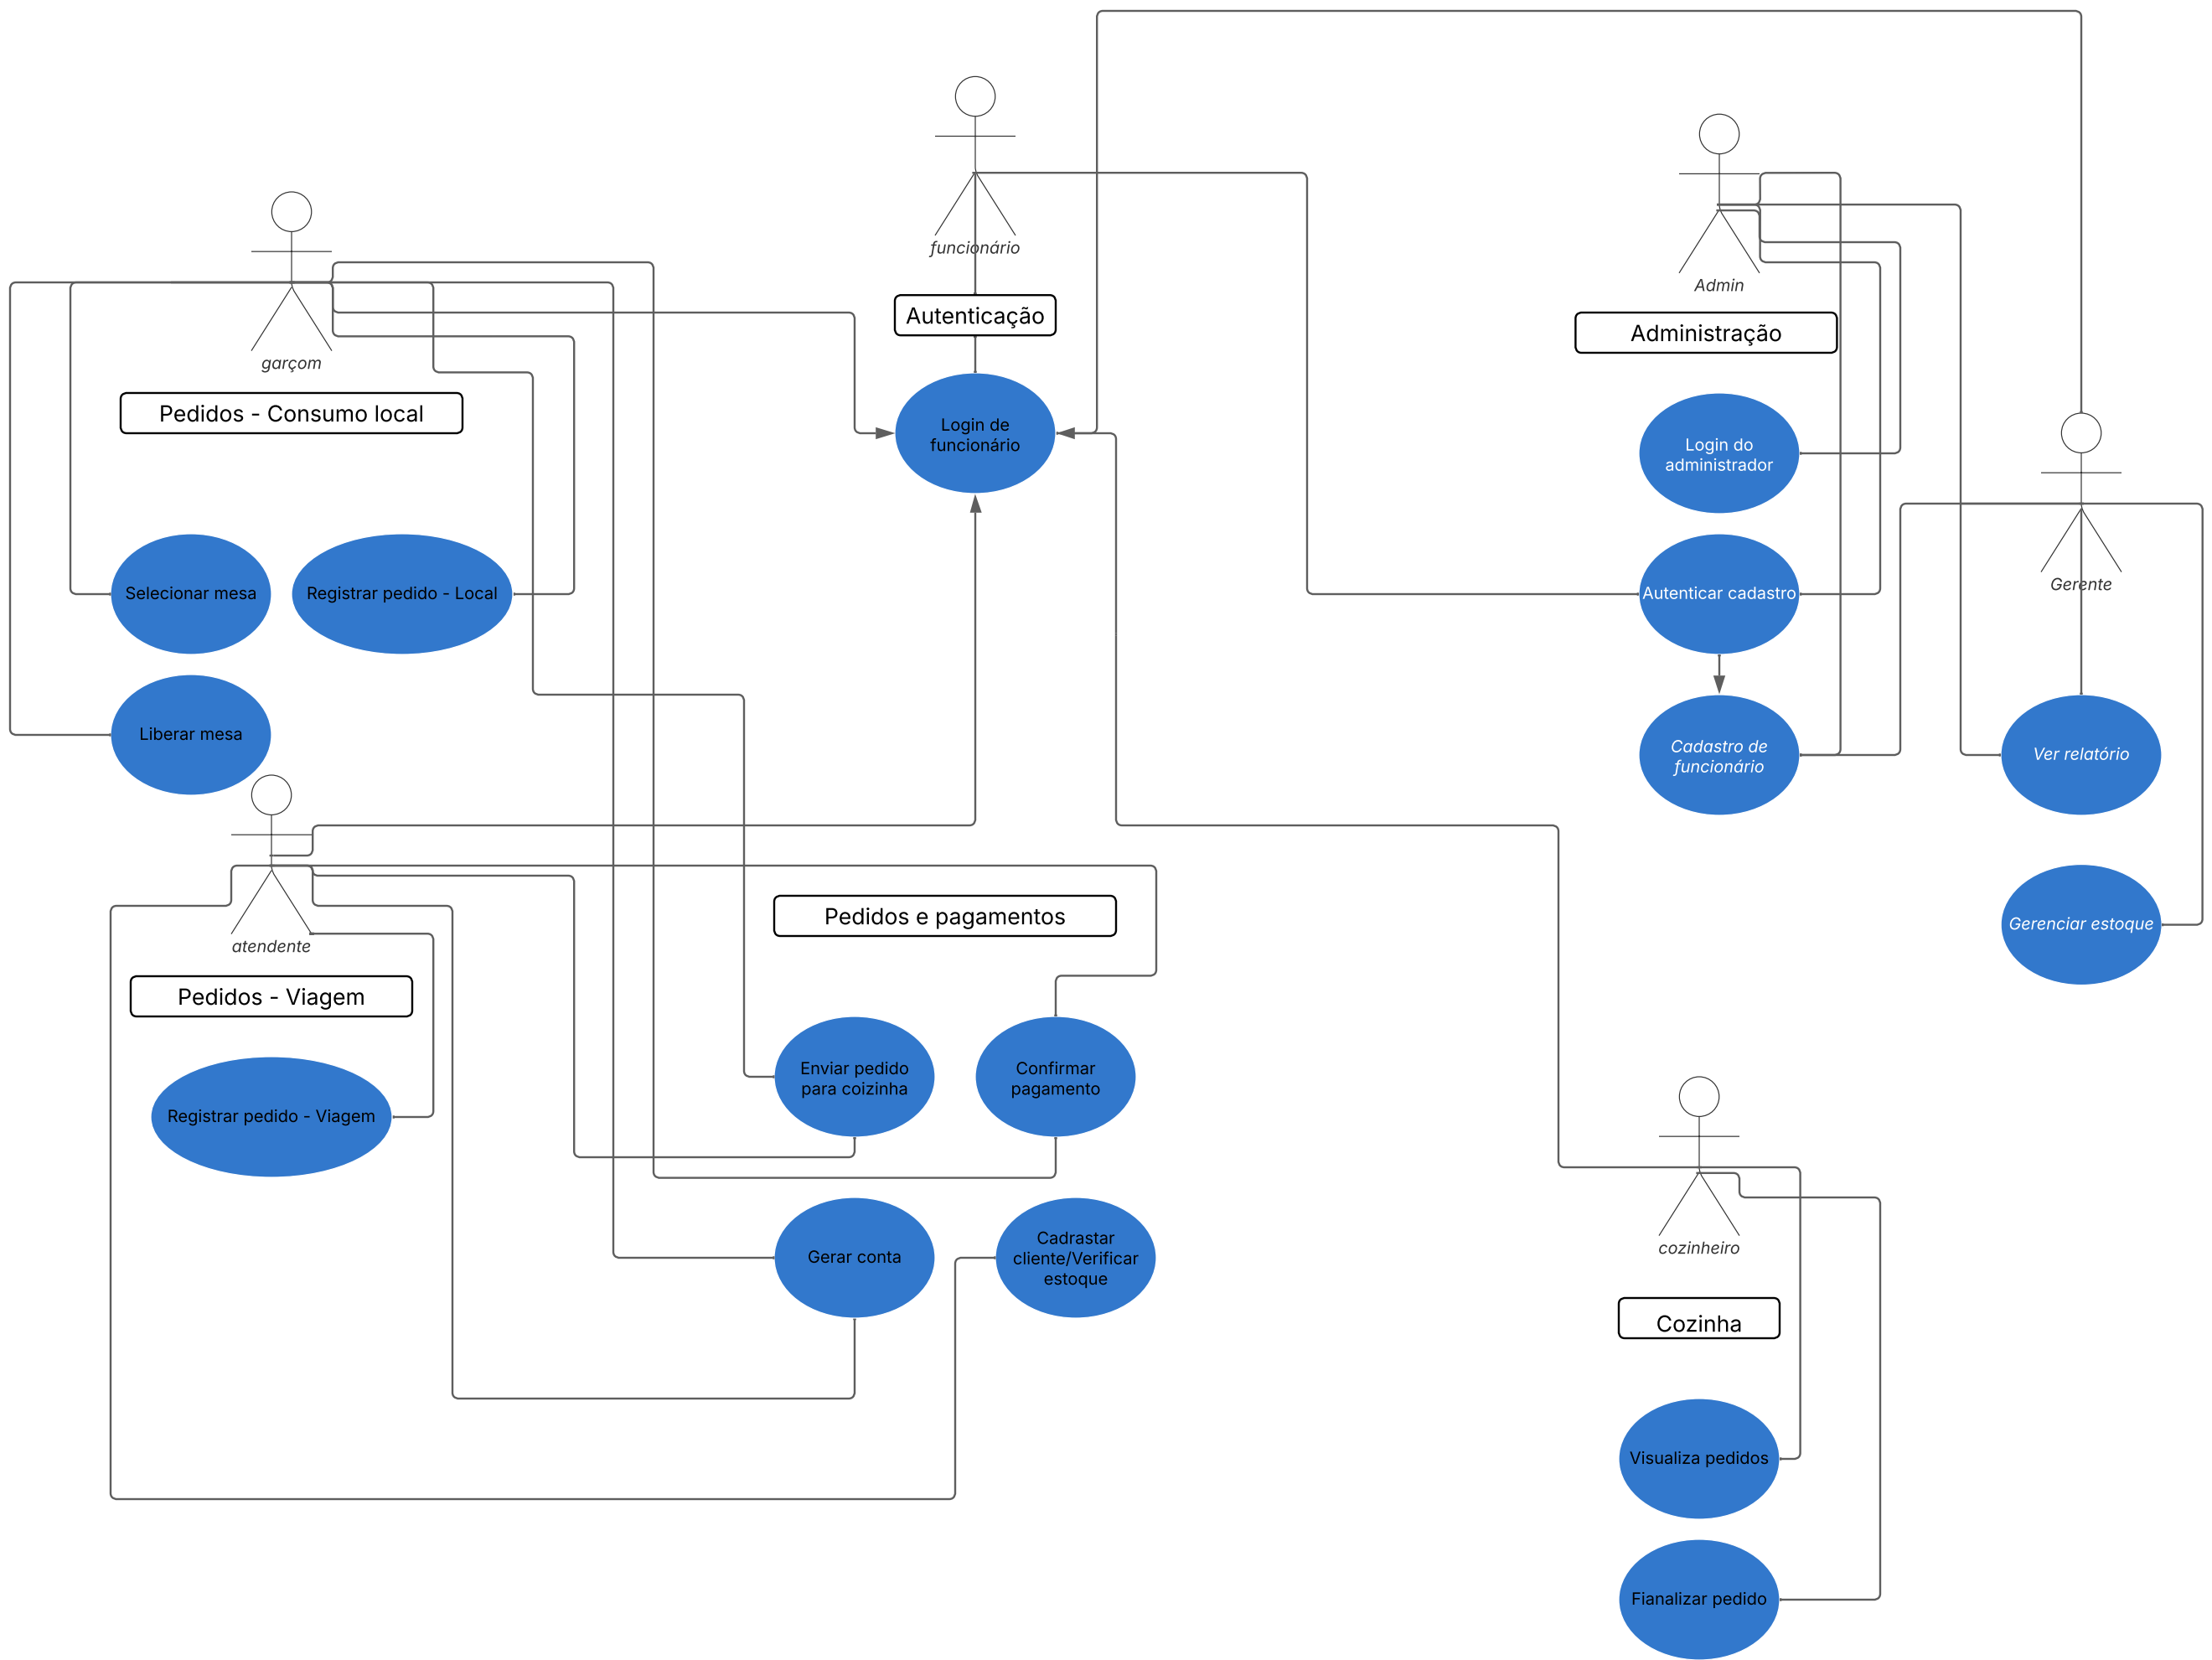 funcionário
Admin
garçom
Autenticação
Administração
Pedidos - Consumo local
Login de
funcionário
Login do
administrador
Gerente
Selecionar mesa
Registrar pedido - Local
Autenticar cadastro
Liberar mesa
Cadastro de
funcionário
Ver relatório
atendente
Pedidos e pagamentos
Gerenciar estoque
Pedidos - Viagem
Enviar pedido
para coizinha
Confirmar
pagamento
Registrar pedido - Viagem
Gerar conta
Cadrastar
cliente/Verificar
estoque
cozinheiro
Cozinha
Visualiza pedidos
Fianalizar pedido